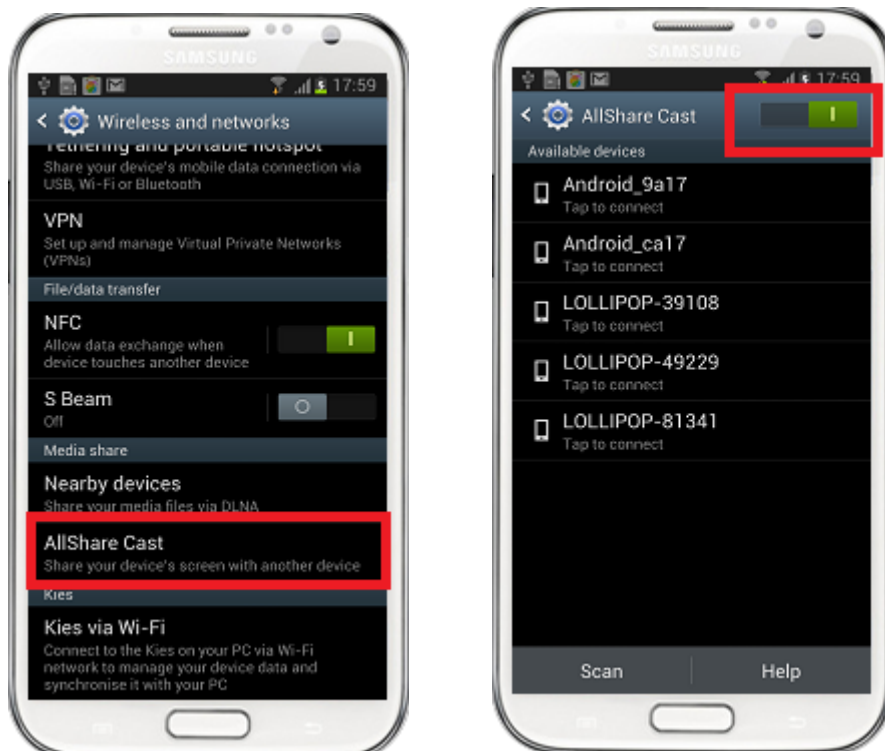 SAMSUNG
17:59
Wireless and networks
Tethering and portable hotspot
Share your device's mobile data connection via
USB, Wi-Fi or Bluetooth
VPN
Set up and manage Virtual Private Networks
(VPNs)
File/data transfer
NFC
Allow data exchange when
device touches another device
S Beam
Off
Media share
Nearby devices
Share your media files via DLNA
AllShare Cast
Share your device's screen with another device
Kies
Kies via Wi-Fi
Connect to the Kies on your PC via Wi-Fi
network to manage your device data and
synchronise it with your PC
SAMSUNG
17:59
AllShare Cast
Available devices
Android_9a17
Tap to connect
Android_ca17
Tap to connect
LOLLIPOP-39108
Tap to connect
LOLLIPOP-49229
Tap to connect
LOLLIPOP-81341
Tap to connect
Scan
Help